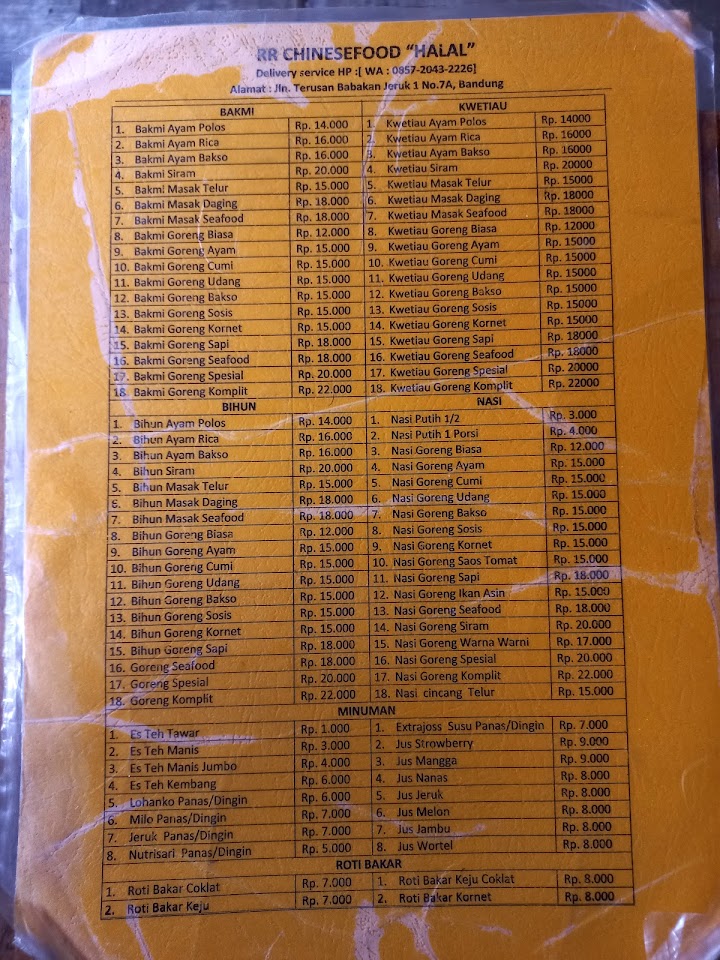 RR CHINESEFOOD "HALAL"
Delivery service HP :[ WA : 0857-2043-2226]
Alamat : Jln. Terusan Babakan Jeruk 1 No.7A, Bandung
BAKMI
1. Bakmi Ayam Polos Rp. 14.000
2. Bakmi Ayam Rica Rp. 16.000
3. Bakmi Ayam Bakso Rp. 16.000
4. Bakmi Siram Rp. 20.000
5. Bakmi Masak Telur Rp. 15.000
6. Bakmi Masak Daging Rp. 18.000
7. Bakmi Masak Seafood Rp. 18.000
8. Bakmi Goreng Biasa Rp. 12.000
9. Bakmi Goreng Ayam Rp. 15.000
10. Bakmi Goreng Cumi Rp. 15.000
11. Bakmi Goreng Udang Rp. 15.000
12. Bakmi Goreng Bakso Rp. 15.000
13. Bakmi Goreng Sosis Rp. 15.000
14. Bakmi Goreng Kornet Rp. 15.000
15. Bakmi Goreng Sapi Rp. 18.000
16. Bakmi Goreng Seafood Rp. 18.000
17. Bakmi Goreng Spesial Rp. 20.000
18. Bakmi Goreng Komplit Rp. 22.000
KWETIAU
1. Kwetiau Ayam Polos Rp. 14000
2. Kwetiau Ayam Rica Rp. 16000
3. Kwetiau Ayam Bakso Rp. 16000
4. Kwetiau Siram Rp. 20000
5. Kwetiau Masak Telur Rp. 15000
6. Kwetiau Masak Daging Rp. 18000
7. Kwetiau Masak Seafood Rp. 18000
8. Kwetiau Goreng Biasa Rp. 12000
9. Kwetiau Goreng Ayam Rp. 15000
10. Kwetiau Goreng Cumi Rp. 15000
11. Kwetiau Goreng Udang Rp. 15000
12. Kwetiau Goreng Bakso Rp. 15000
13. Kwetiau Goreng Sosis Rp. 15000
14. Kwetiau Goreng Kornet Rp. 15000
15. Kwetiau Goreng Sapi Rp. 18000
16. Kwetiau Goreng Seafood Rp. 18000
17. Kwetiau Goreng Spesial Rp. 20000
18. Kwetiau Goreng Komplit Rp. 22000
BIHUN
1. Bihun Ayam Polos Rp. 14.000
2. Bihun Ayam Rica Rp. 16.000
3. Bihun Ayam Bakso Rp. 16.000
4. Bihun Siram Rp. 20.000
5. Bihun Masak Telur Rp. 15.000
6. Bihun Masak Daging Rp. 18.000
7. Bihun Masak Seafood Rp. 18.000
8. Bihun Goreng Biasa Rp. 12.000
9. Bihun Goreng Ayam Rp. 15.000
10. Bihun Goreng Cumi Rp. 15.000
11. Bihun Goreng Udang Rp. 15.000
12. Bihun Goreng Bakso Rp. 15.000
13. Bihun Goreng Sosis Rp. 15.000
14. Bihun Goreng Kornet Rp. 15.000
15. Bihun Goreng Sapi Rp. 18.000
16. Goreng Seafood Rp. 18.000
17. Goreng Spesial Rp. 20.000
18. Goreng Komplit Rp. 22.000
NASI
1. Nasi Putih 1/2 Rp. 3.000
2. Nasi Putih 1 Porsi Rp. 4.000
3. Nasi Goreng Biasa Rp. 12.000
4. Nasi Goreng Ayam Rp. 15.000
5. Nasi Goreng Cumi Rp. 15.000
6. Nasi Goreng Udang Rp. 15.000
7. Nasi Goreng Bakso Rp. 15.000
8. Nasi Goreng Sosis Rp. 15.000
9. Nasi Goreng Kornet Rp. 15.000
10. Nasi Goreng Saos Tomat Rp. 15.000
11. Nasi Goreng Sapi Rp. 18.000
12. Nasi Goreng Ikan Asin Rp. 15.000
13. Nasi Goreng Seafood Rp. 18.000
14. Nasi Goreng Siram Rp. 20.000
15. Nasi Goreng Warna Warni Rp. 17.000
16. Nasi Goreng Spesial Rp. 20.000
17. Nasi Goreng Komplit Rp. 22.000
18. Nasi cincang Telur Rp. 15.000
MINUMAN
1. Es Teh Tawar Rp. 1.000
2. Es Teh Manis Rp. 3.000
3. Es Teh Manis Jumbo Rp. 4.000
4. Es Teh Kembang Rp. 6.000
5. Lohanko Panas/Dingin Rp. 6.000
6. Milo Panas/Dingin Rp. 7.000
7. Jeruk Panas/Dingin Rp. 7.000
8. Nutrisari Panas/Dingin Rp. 5.000
1. Extrajoss Susu Panas/Dingin Rp. 7.000
2. Jus Strowberry Rp. 9.000
3. Jus Mangga Rp. 9.000
4. Jus Nanas Rp. 8.000
5. Jus Jeruk Rp. 8.000
6. Jus Melon Rp. 8.000
7. Jus Jambu Rp. 8.000
8. Jus Wortel Rp. 8.000
ROTI BAKAR
1. Roti Bakar Coklat Rp. 7.000
2. Roti Bakar Keju Rp. 7.000
1. Roti Bakar Keju Coklat Rp. 8.000
2. Roti Bakar Kornet Rp. 8.000